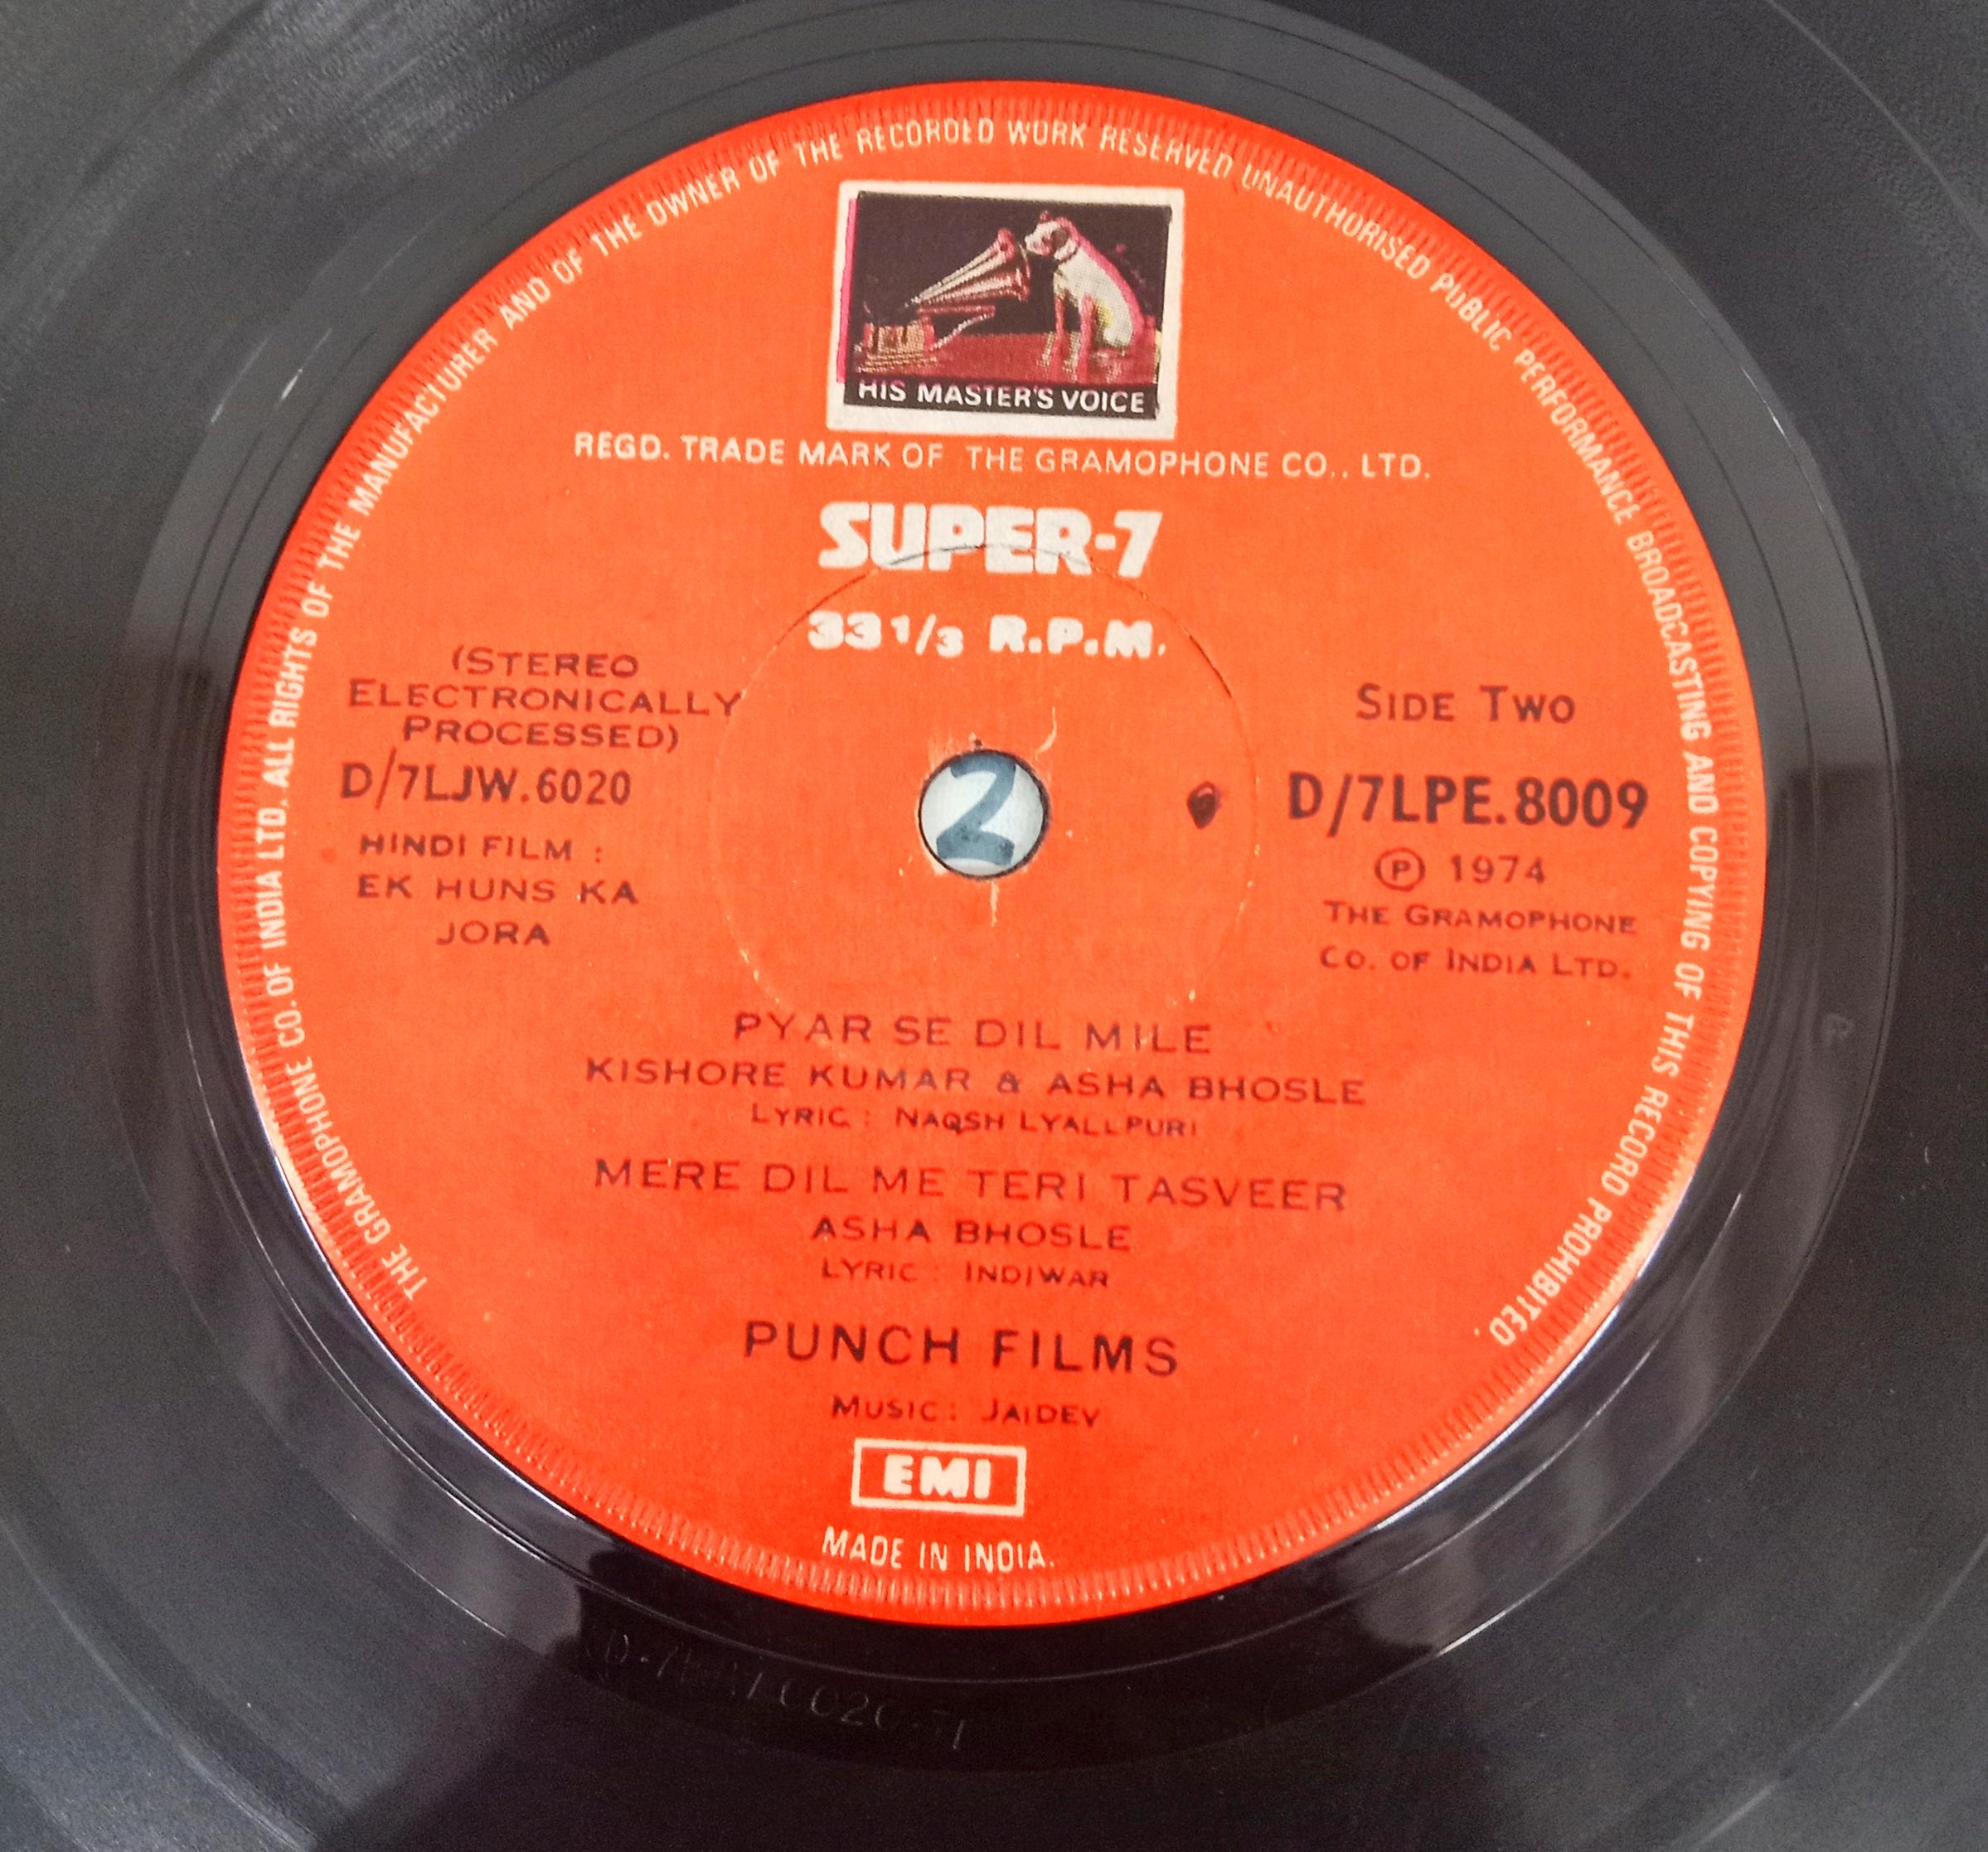 THE GRAMOPHONE CO. OF INDIA LTD. ALL RIGHTS OF THE MANUFACTURER AND OF THE OWNER OF THE RECORDED WORK RESERVED UNAUTHORISED PUBLIC PERFORMANCE BROADCASTING AND COPYING OF THIS RECORD PROHIBITED.
HIS MASTER'S VOICE
REGD. TRADE MARK OF THE GRAMOPHONE CO.. LTD.
SUPER-7
33 1/3 R.P.M.
(STEREO
ELECTRONICALLY
PROCESSED)
D/7LJW.6020
HINDI FILM :
EK HUNS KA
JORA
2
SIDE TWO
D/7LPE.8009
Ⓟ 1974
THE GRAMOPHONE
CO. OF INDIA LTD.
PYAR SE DIL MILE
KISHORE KUMAR & ASHA BHOSLE
LYRIC : NAQSH LYALLPURI
MERE DIL ME TERI TASVEER
ASHA BHOSLE
LYRIC : INDIWAR
PUNCH FILMS
MUSIC : JAIDEV
EMI
MADE IN INDIA.